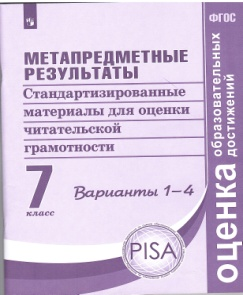 ФГОС
МЕТАПРЕДМЕТНЫЕ
РЕЗУЛЬТАТЫ
Стандартизированные
материалы для оценки
читательской
грамотности
7
класс
Варианты 1–4
PISA
оценка
образовательных
достижений